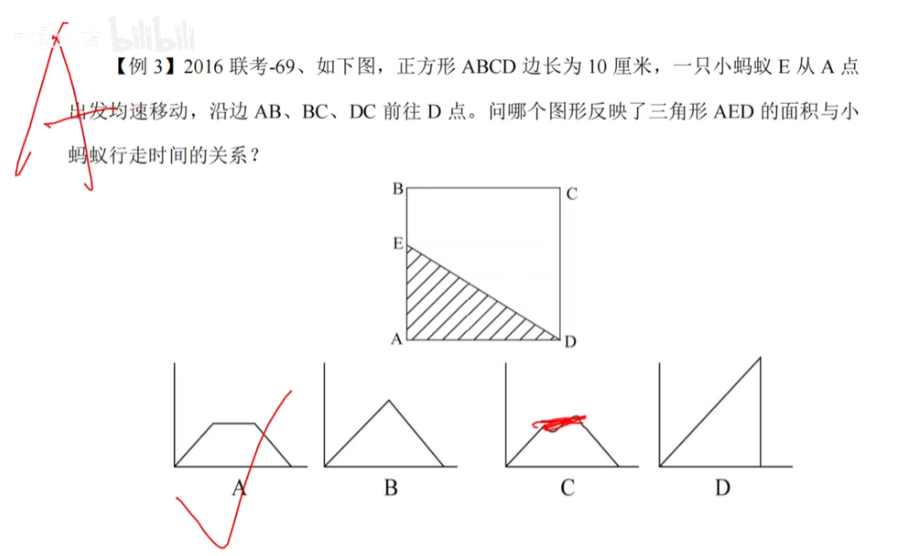 bilibili
A
【例 3】2016 联考-69、如下图，正方形 ABCD 边长为 10 厘米，一只小蚂蚁 E 从 A 点
出发均速移动，沿边 AB、BC、DC 前往 D 点。问哪个图形反映了三角形 AED 的面积与小
蚂蚁行走时间的关系？
B C
E
A D
A B C D